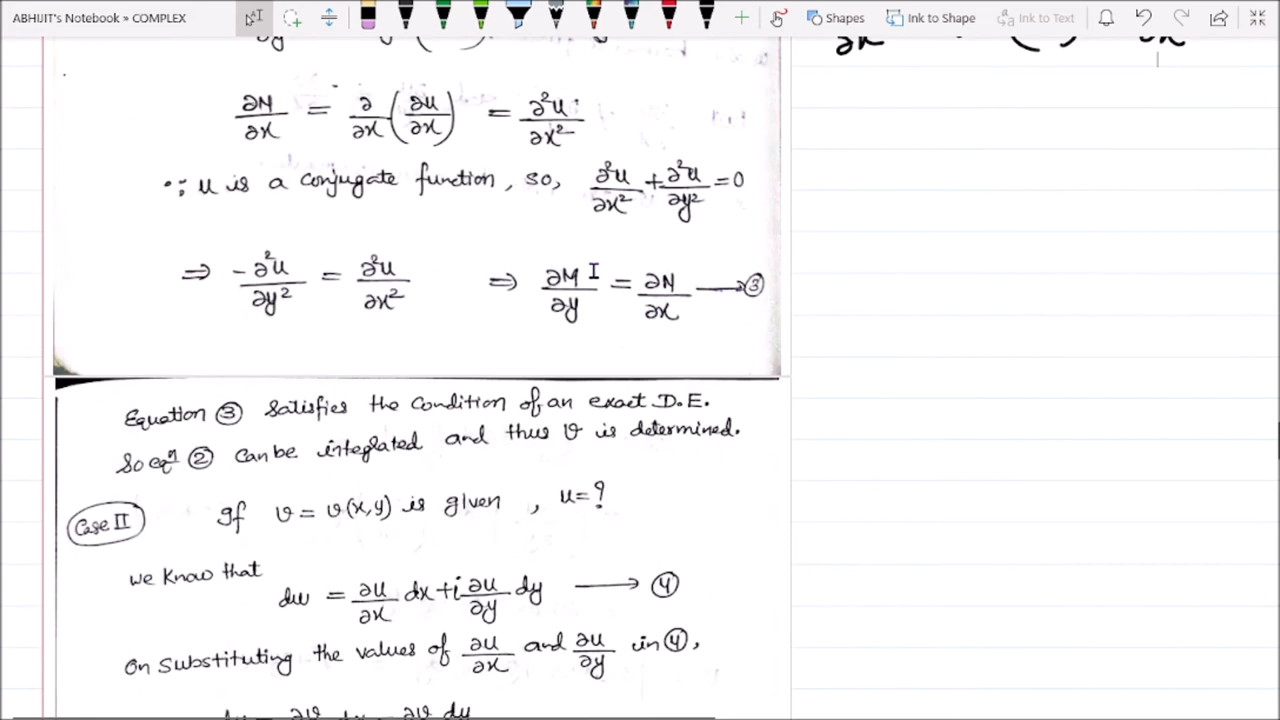 ABHIJIT's Notebook » COMPLEX
Shapes Ink to Shape Ink to Text
∂N/∂x = ∂/∂x (∂u/∂x) = ∂²u/∂x²
∵ u is a conjugate function, so, ∂²u/∂x² + ∂²u/∂y² = 0
⇒ -∂²u/∂y² = ∂²u/∂x² ⇒ ∂M/∂y = ∂N/∂x → ③
Equation ③ Satisfies the Condition of an exact D.E.
So eqⁿ ② Can be integlated and thus v is determined.
Case II If v = v(x,y) is given, u = ?
we know that
dw = ∂u/∂x dx + i ∂u/∂y dy → ④
On substituting the values of ∂u/∂x and ∂u/∂y in ④,